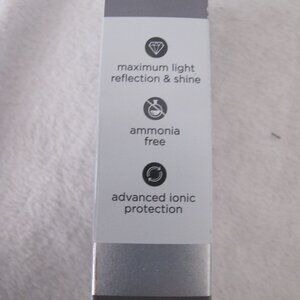 maximum light
reflection & shine
ammonia
free
advanced ionic
protection